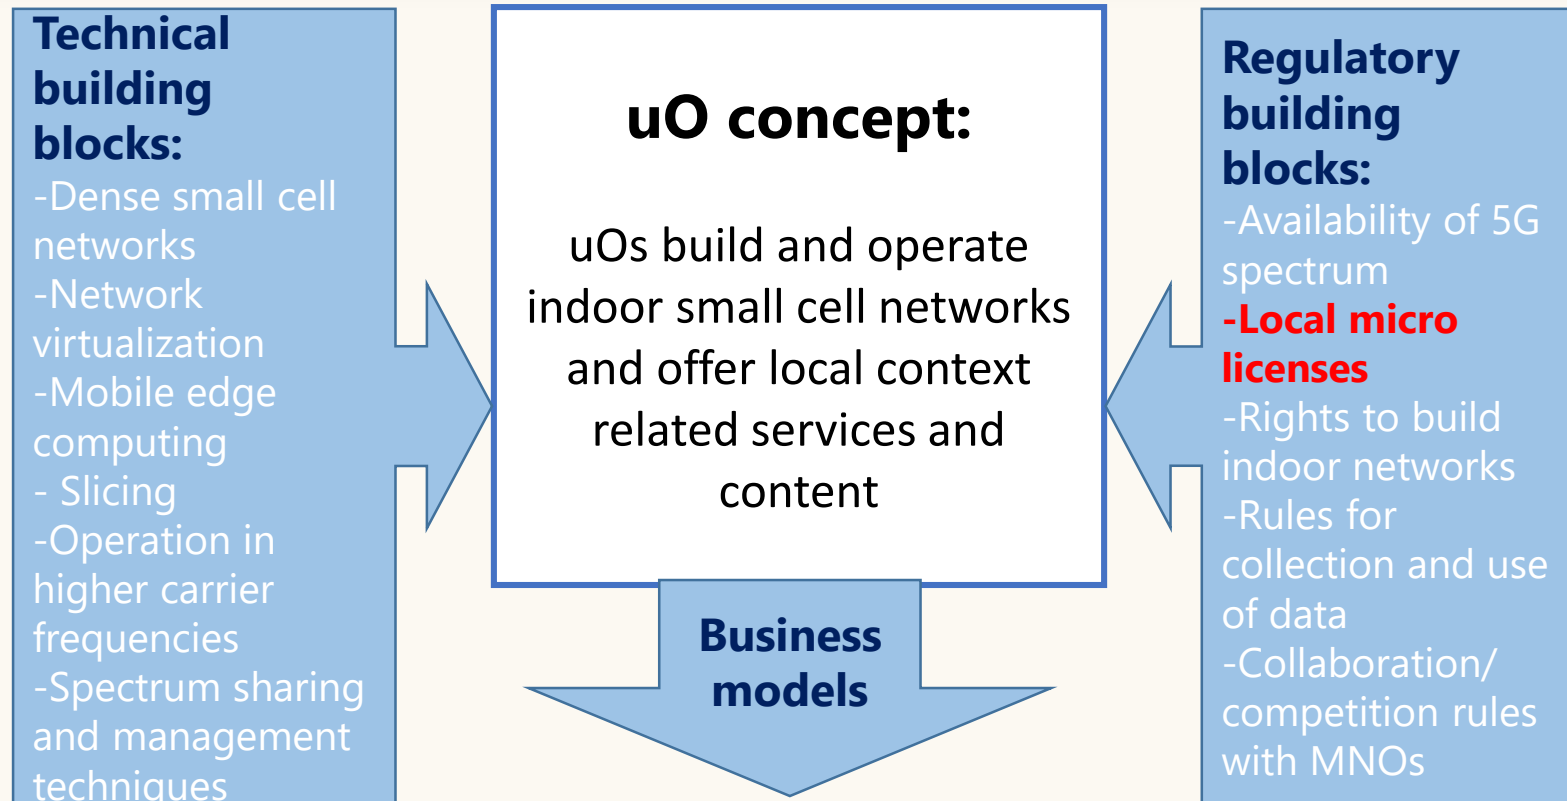 Technical
building
blocks:
-Dense small cell
networks
-Network
virtualization
-Mobile edge
computing
- Slicing
-Operation in
higher carrier
frequencies
-Spectrum sharing
and management
techniques
uO concept:
uOs build and operate
indoor small cell networks
and offer local context
related services and
content
Business
models
Regulatory
building
blocks:
-Availability of 5G
spectrum
-Local micro
licenses
-Rights to build
indoor networks
-Rules for
collection and use
of data
-Collaboration/
competition rules
with MNOs